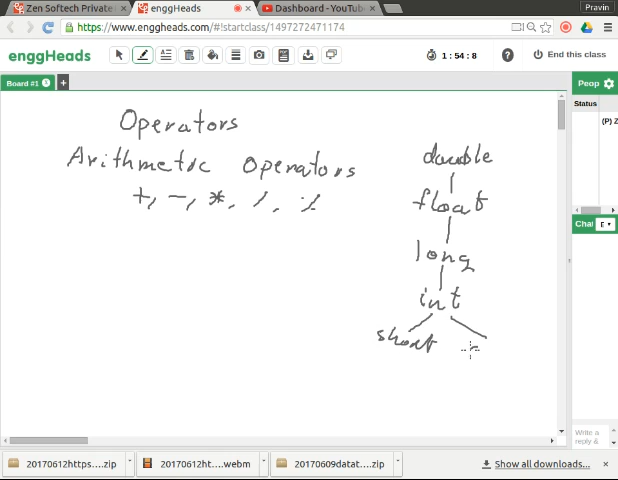 Zen Softech Private
enggHeads
Dashboard - YouTub
Pravin
https://www.enggheads.com/#!startclass/1497272471174
enggHeads
1 : 54 : 8
End this class
Board #1
Peop
Status
(P) Z
Chat
E
Operators
Arithmetic Operators
+, -, *, /, %
double
float
long
int
short
Write a
reply &
20170612https....zip
20170612ht....webm
20170609datat....zip
Show all downloads...